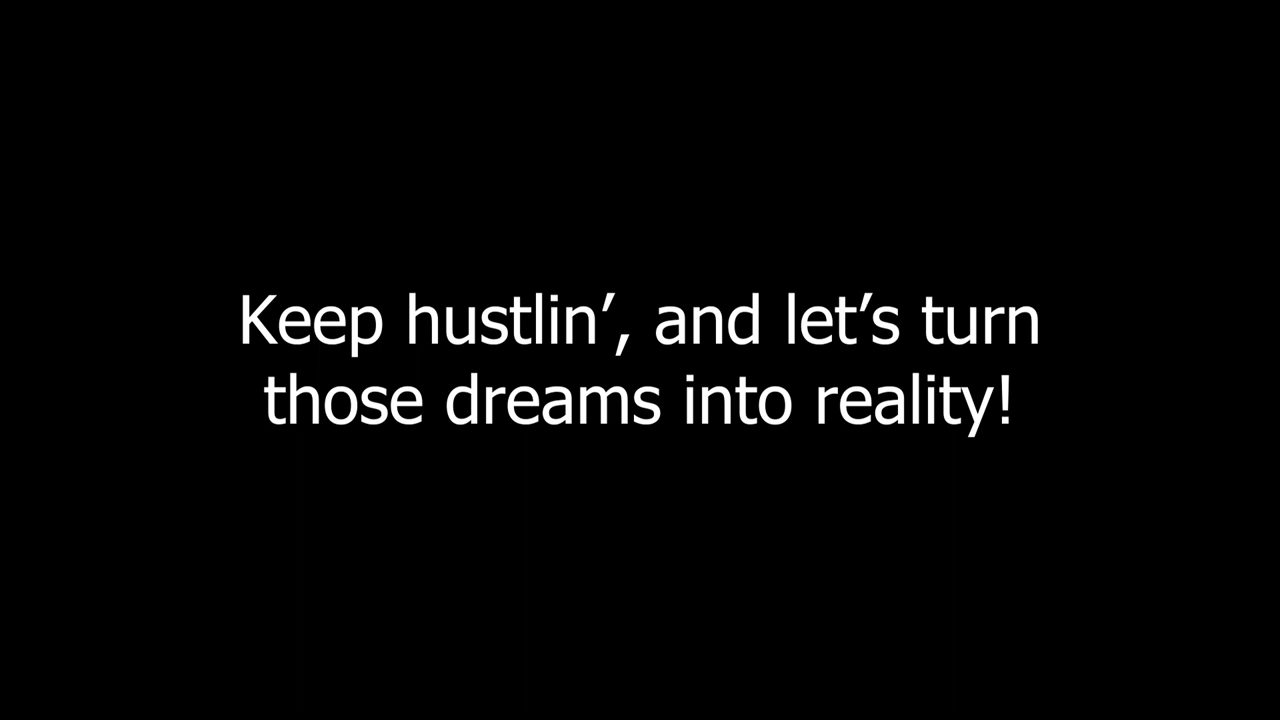 Keep hustlin’, and let’s turn
those dreams into reality!